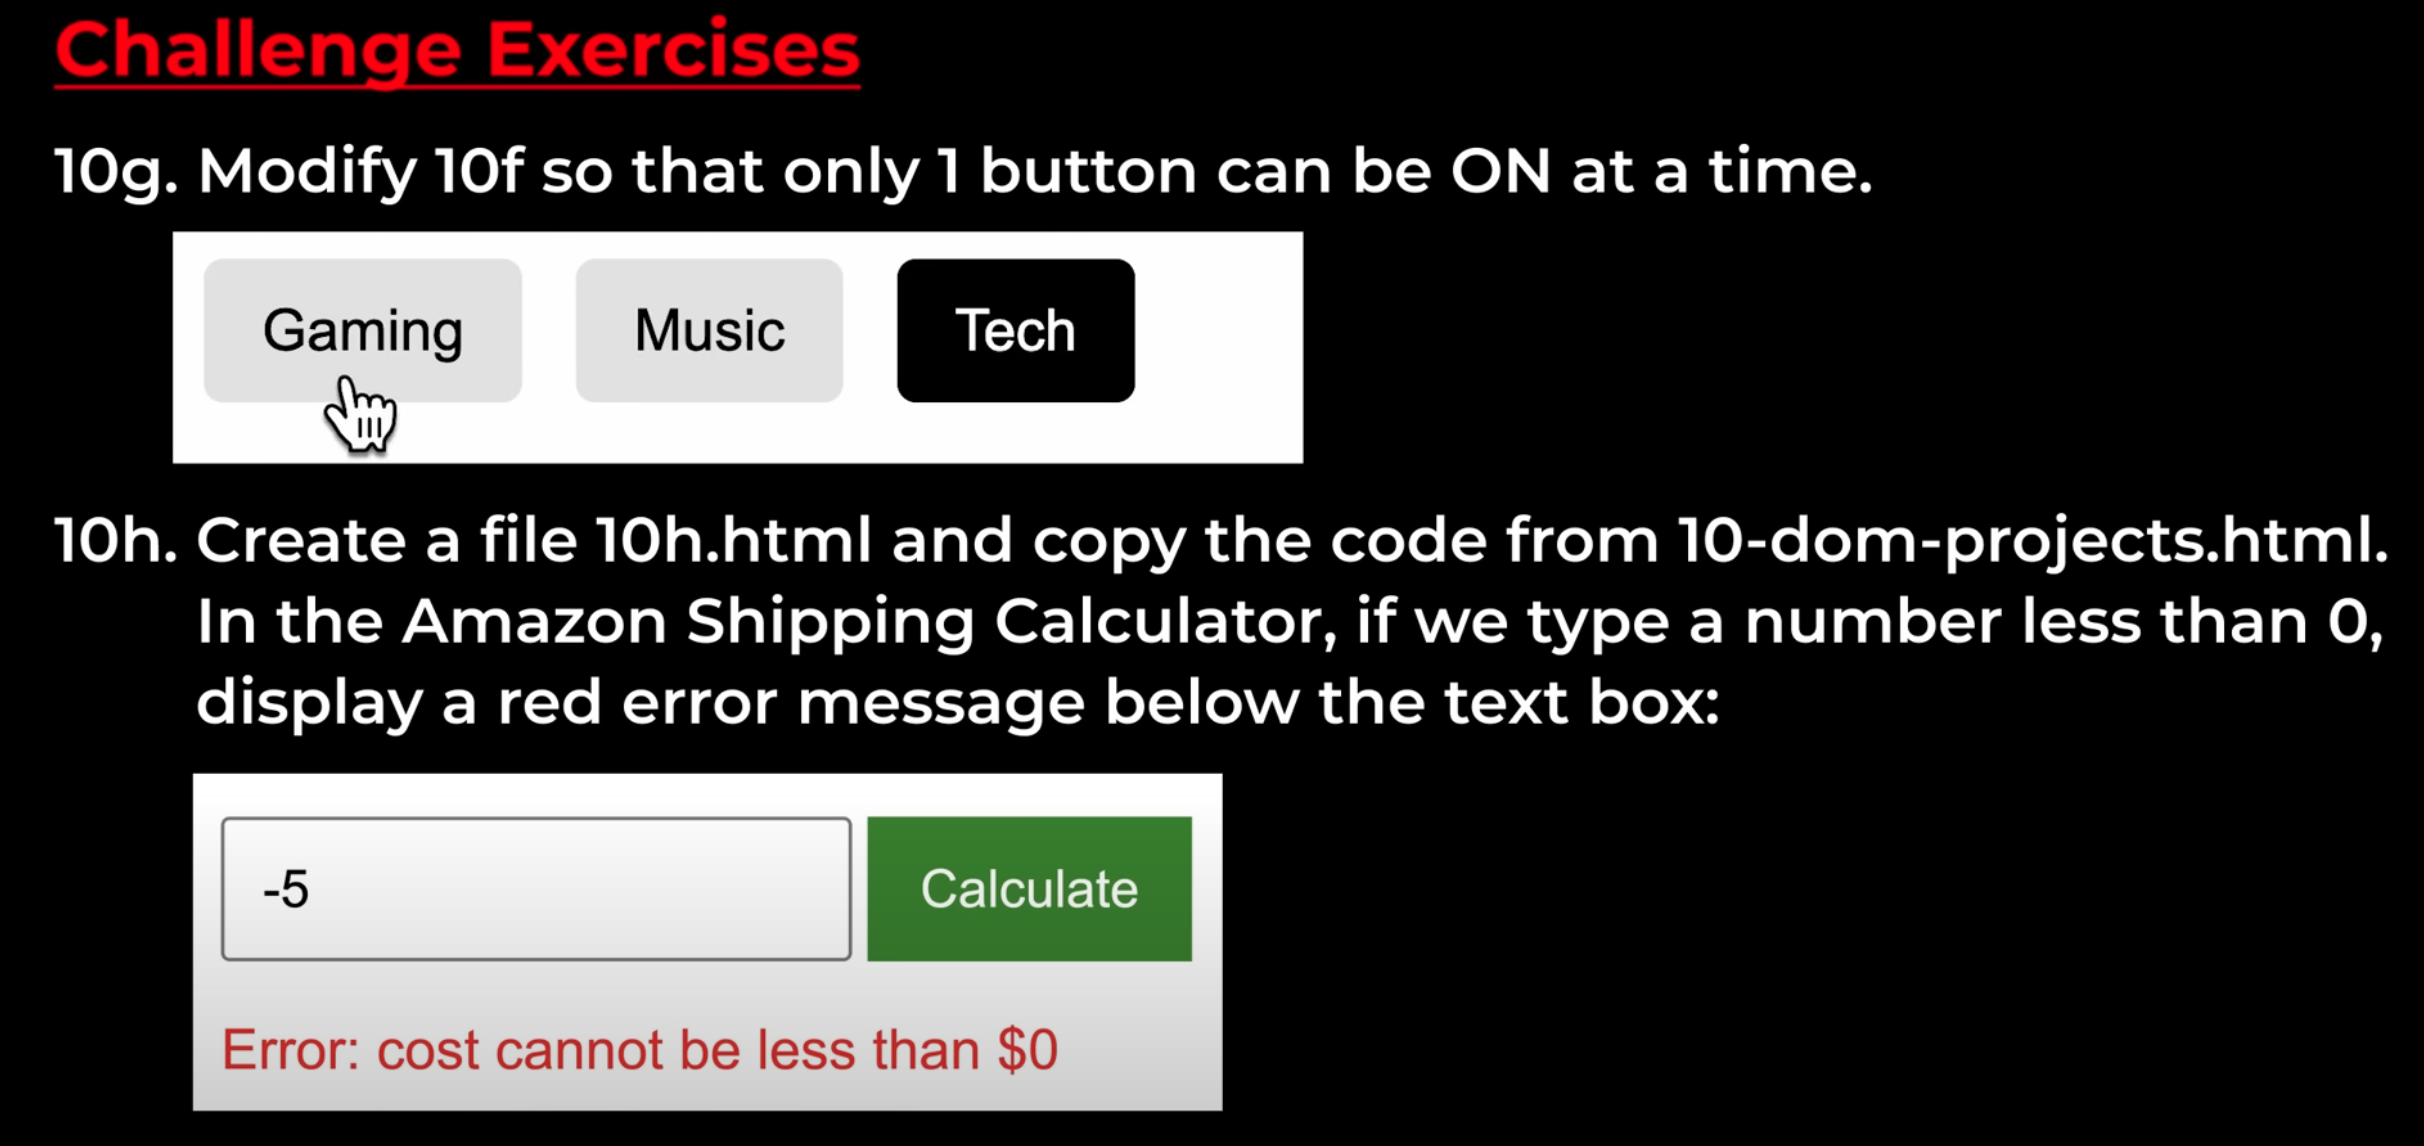 Challenge Exercises
10g. Modify 10f so that only 1 button can be ON at a time.
Gaming Music Tech
10h. Create a file 10h.html and copy the code from 10-dom-projects.html.
In the Amazon Shipping Calculator, if we type a number less than 0,
display a red error message below the text box:
-5 Calculate
Error: cost cannot be less than $0